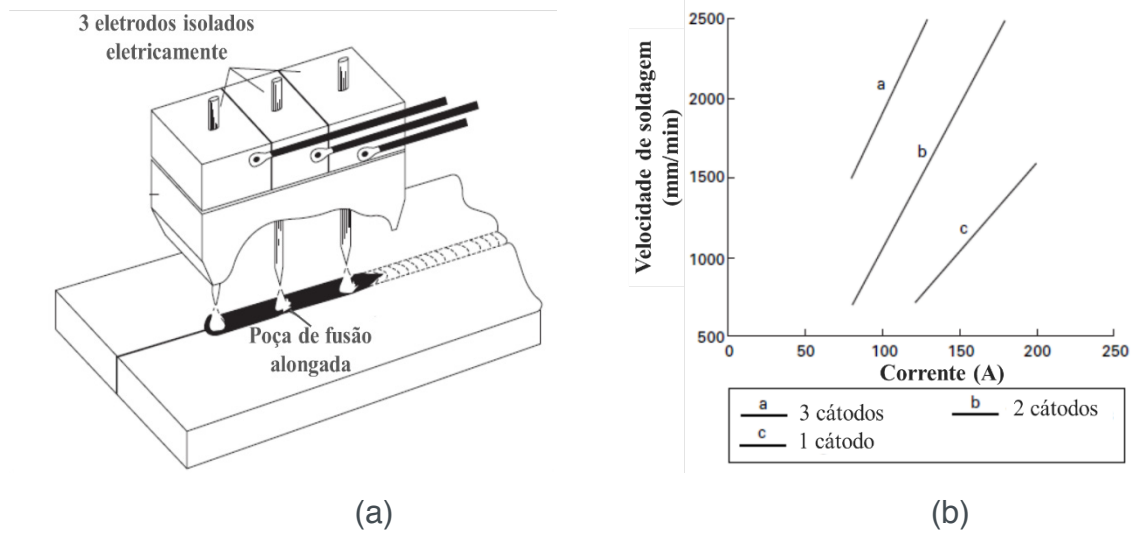 3 eletrodos isolados
eletricamente
Poça de fusão
alongada
(a)
Velocidade de soldagem
(mm/min)
2500
2000
1500
1000
500
0
50
100
150
200
250
a
b
c
Corrente (A)
a
3 cátodos
b
2 cátodos
c
1 cátodo
(b)